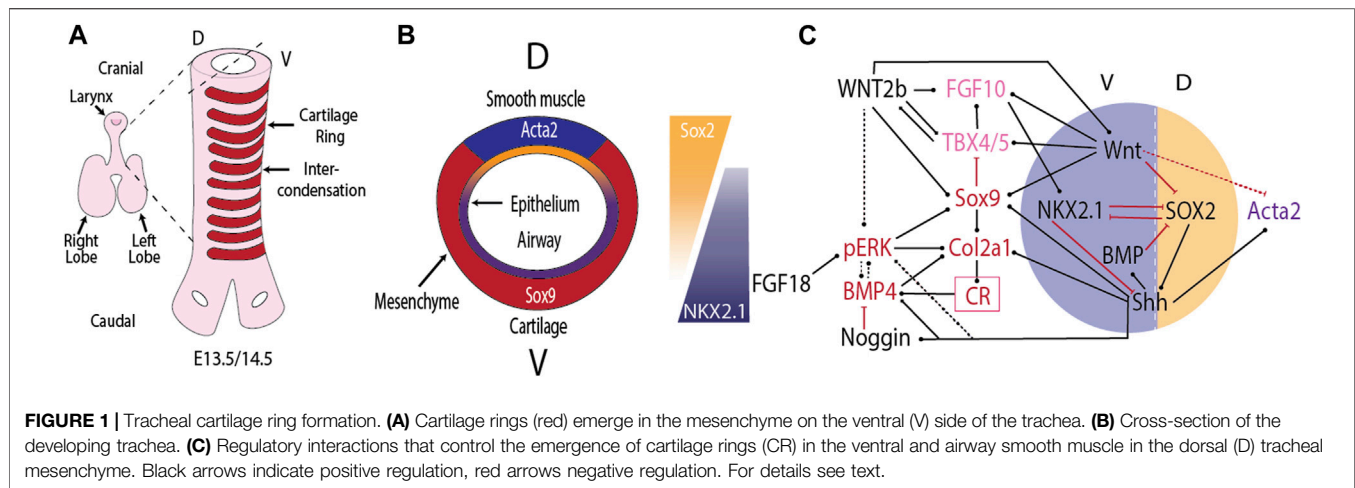 A
D
V
Cranial
Larynx
Cartilage
Ring
Inter-
condensation
Right
Lobe
Left
Lobe
Caudal
E13.5/14.5
B
D
Smooth muscle
Acta2
Epithelium
Airway
Mesenchyme
Sox9
Cartilage
V
Sox2
NKX2.1
C
V
D
WNT2b
FGF10
TBX4/5
Wnt
Sox9
NKX2.1
SOX2
Acta2
pERK
Col2a1
BMP
FGF18
BMP4
CR
Shh
Noggin
FIGURE 1 | Tracheal cartilage ring formation. (A) Cartilage rings (red) emerge in the mesenchyme on the ventral (V) side of the trachea. (B) Cross-section of the
developing trachea. (C) Regulatory interactions that control the emergence of cartilage rings (CR) in the ventral and airway smooth muscle in the dorsal (D) tracheal
mesenchyme. Black arrows indicate positive regulation, red arrows negative regulation. For details see text.